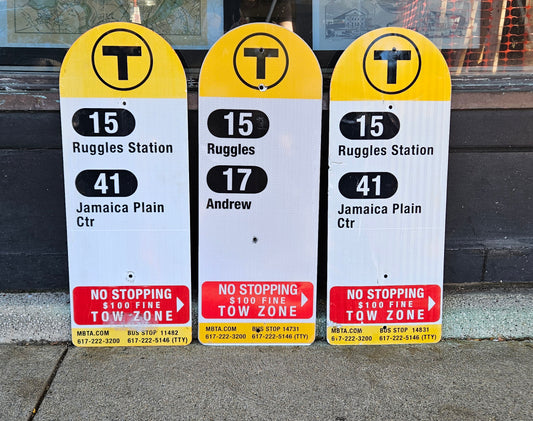 T
15
Ruggles Station
41
Jamaica Plain
Ctr
NO STOPPING
$100 FINE
TOW ZONE
MBTA.COM BUS STOP 11482
617-222-3200 617-222-5146 (TTY)
T
15
Ruggles
17
Andrew
NO STOPPING
$100 FINE
TOW ZONE
MBTA.COM BUS STOP 14731
617-222-3200 617-222-5146 (TTY)
T
15
Ruggles Station
41
Jamaica Plain
Ctr
NO STOPPING
$100 FINE
TOW ZONE
MBTA.COM BUS STOP 14831
617-222-3200 617-222-5146 (TTY)